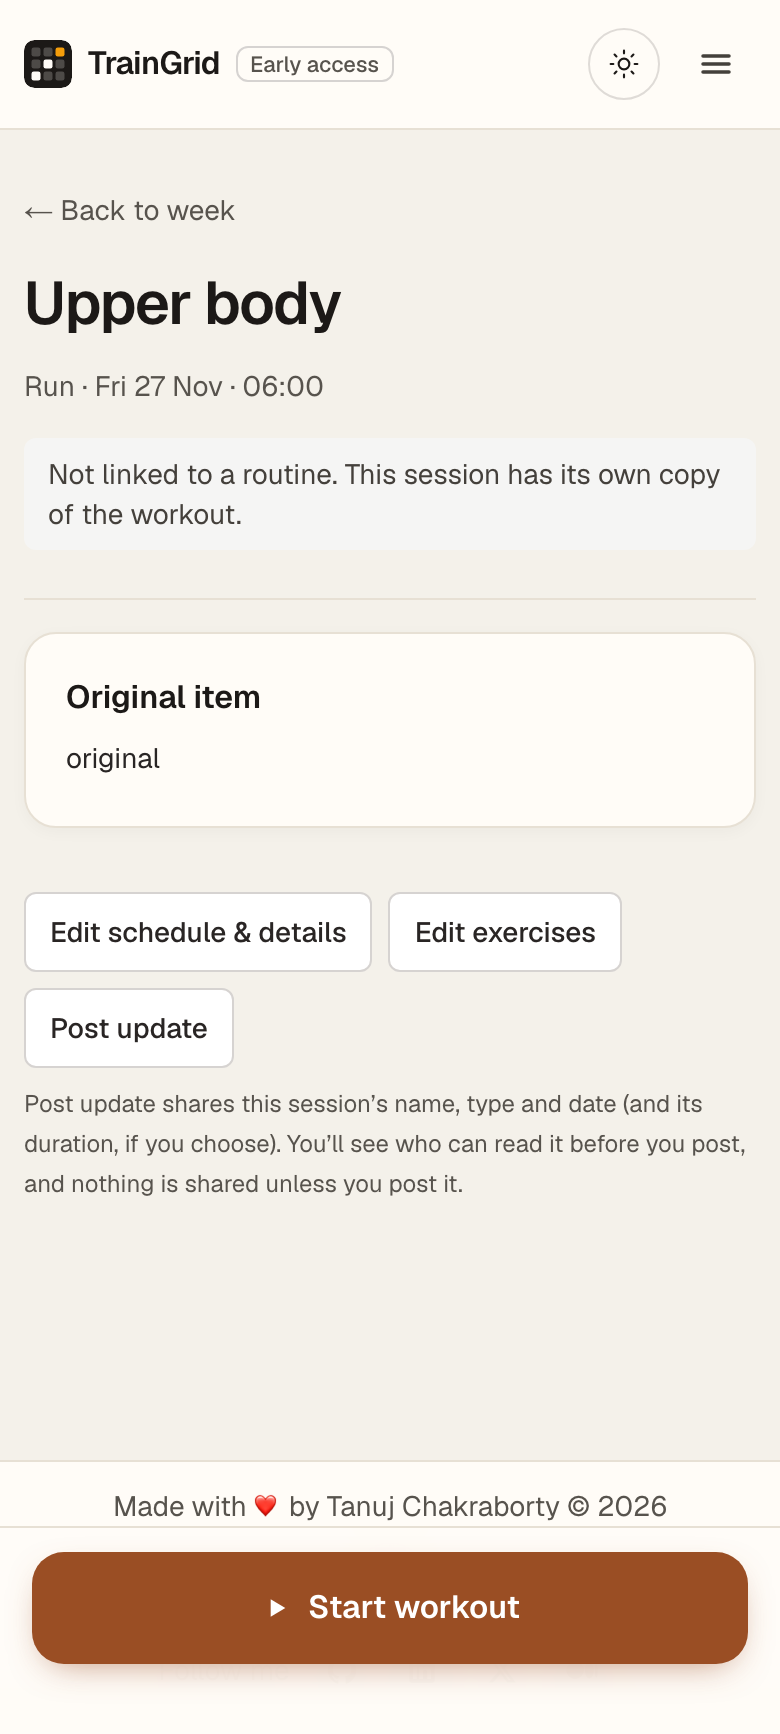 TrainGrid
Early access
← Back to week
Upper body
Run · Fri 27 Nov · 06:00
Not linked to a routine. This session has its own copy
of the workout.
Original item
original
Edit schedule & details
Edit exercises
Post update
Post update shares this session’s name, type and date (and its
duration, if you choose). You’ll see who can read it before you post,
and nothing is shared unless you post it.
Made with ❤️ by Tanuj Chakraborty © 2026
Start workout